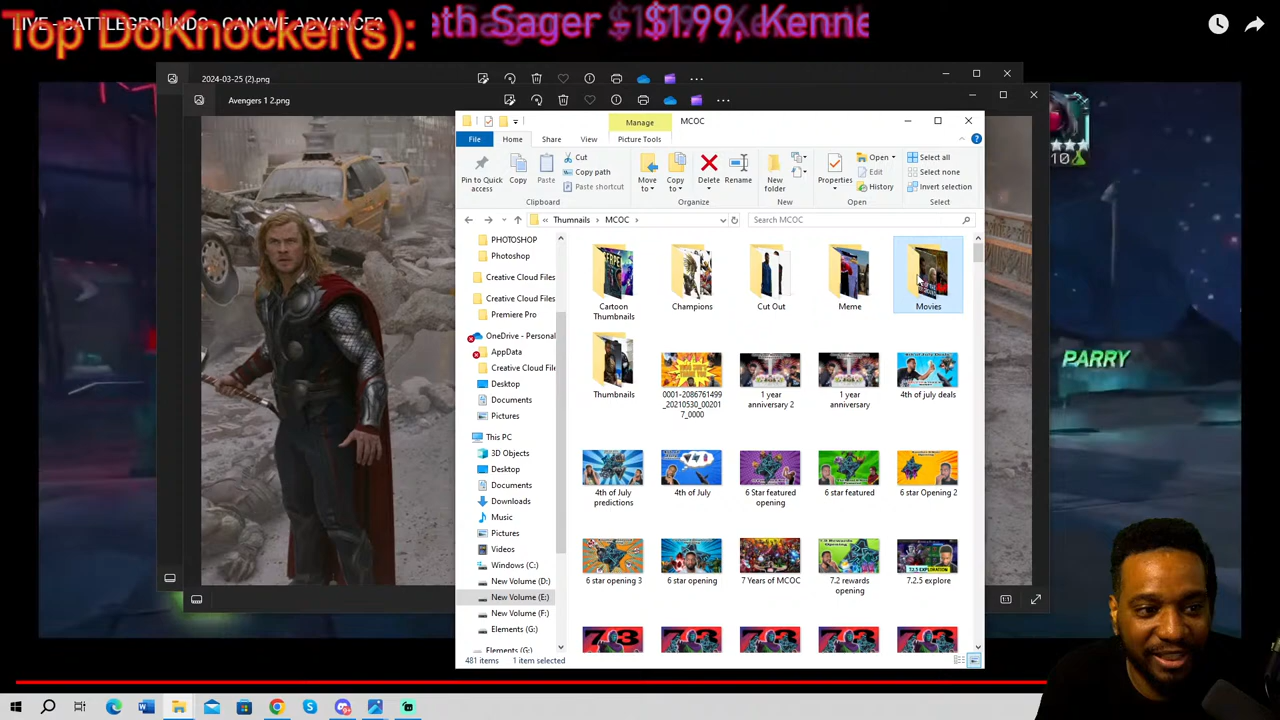 LIVE - BATTLEGROUNDS - CAN WE ADVANCE?
Top DoKnocker(s):
eth Sager - $1.99, Kenne
2024-03-25 (2).png
Avengers 1 2.png
Manage
MCOC
File
Home
Share
View
Picture Tools
Pin to Quick access
Copy
Paste
Cut
Copy path
Paste shortcut
Clipboard
Move to
Copy to
Delete
Rename
Organize
New folder
New
Properties
Open
Edit
History
Open
Select all
Select none
Invert selection
Select
« Thumnails > MCOC >
Search MCOC
PHOTOSHOP
Photoshop
Creative Cloud Files
Creative Cloud Files
Premiere Pro
OneDrive - Personal
AppData
Creative Cloud File
Desktop
Documents
Pictures
This PC
3D Objects
Desktop
Documents
Downloads
Music
Pictures
Videos
Windows (C:)
New Volume (D:)
New Volume (E:)
New Volume (F:)
Elements (G:)
Elements (G:)
Cartoon Thumbnails
Champions
Cut Out
Meme
Movies
Thumbnails
0001-2086761499_20210530_002017_0000
1 year anniversary 2
1 year anniversary
4th of july deals
4th of July predictions
4th of July
6 Star featured opening
6 star featured
6 star Opening 2
6 star opening 3
6 star opening
7 Years of MCOC
7.2 rewards opening
7.2.5 explore
481 items
1 item selected
PARRY
10